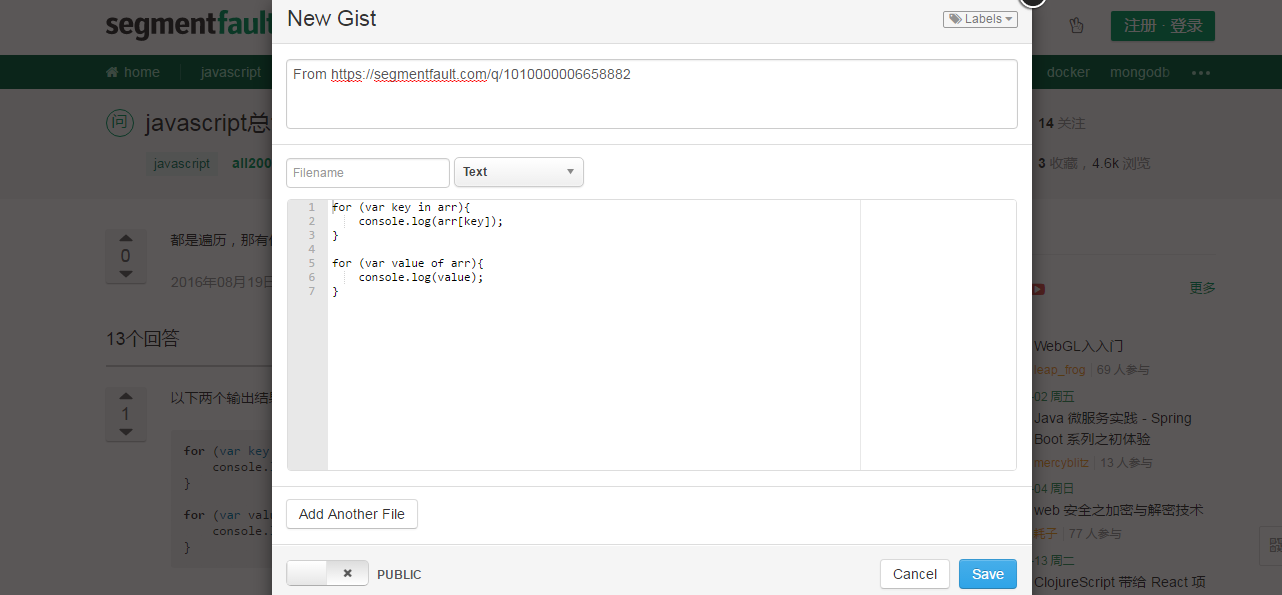 segmentfault
New Gist
Labels
注册 · 登录
home
javascript
docker
mongodb
From https://segmentfault.com/q/1010000006658882
问
javascript总
14 关注
javascript
all200
3 收藏,4.6k 浏览
Filename
Text
1 for (var key in arr){
2 console.log(arr[key]);
3 }
4
5 for (var value of arr){
6 console.log(value);
7 }
0
都是遍历,那有
2016年08月19日
更多
13个回答
WebGL入入门
leap_frog | 69 人参与
1
以下两个输出结果
-02 周五
Java 微服务实践 - Spring
Boot 系列之初体验
for (var key
console.
}
mercyblitz | 13 人参与
-04 周日
web 安全之加密与解密技术
for (var valu
console.
}
耗子 | 77 人参与
Add Another File
-13 周二
ClojureScript 带给 React 项
PUBLIC
Cancel
Save